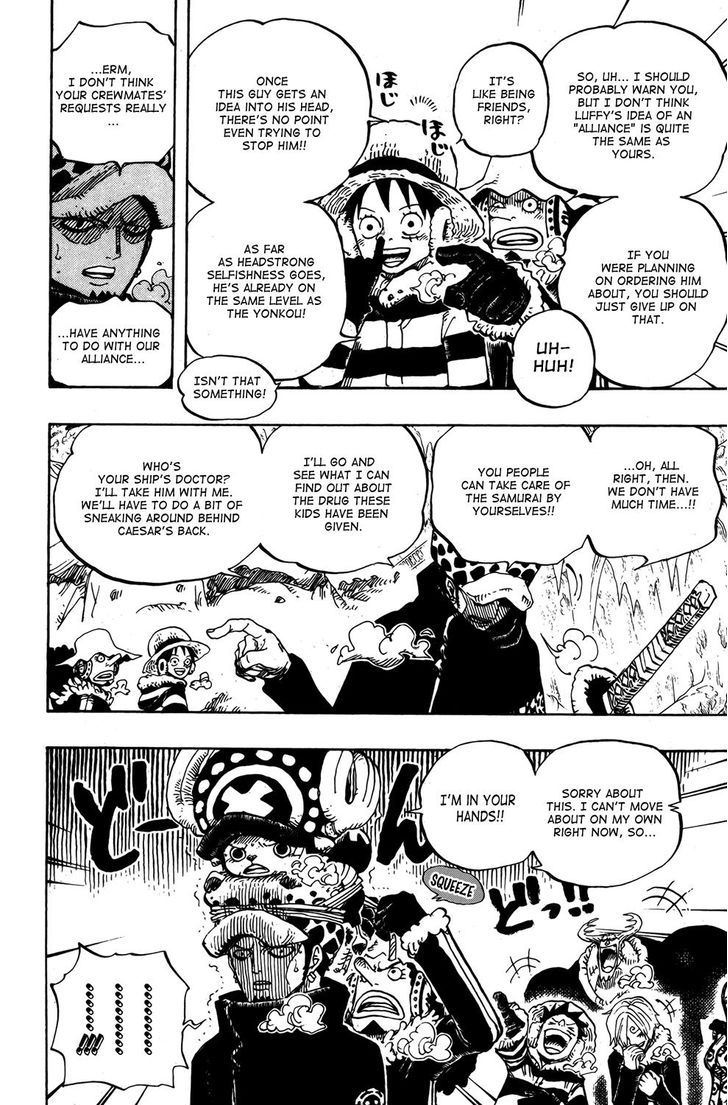 SO, UH... I SHOULD
PROBABLY WARN YOU,
BUT I DON'T THINK
LUFFY'S IDEA OF AN
"ALLIANCE" IS QUITE
THE SAME AS
YOURS.
IT'S
LIKE BEING
FRIENDS,
RIGHT?
IF YOU
WERE PLANNING
ON ORDERING HIM
ABOUT, YOU SHOULD
JUST GIVE UP ON
THAT.
UH-
HUH!
ほじ
ほじ
ONCE
THIS GUY GETS AN
IDEA INTO HIS HEAD,
THERE'S NO POINT
EVEN TRYING TO
STOP HIM!!
AS FAR
AS HEADSTRONG
SELFISHNESS GOES,
HE'S ALREADY ON
THE SAME LEVEL AS
THE YONKOU!
ISN'T THAT
SOMETHING!
...ERM,
I DON'T THINK
YOUR CREWMATES'
REQUESTS REALLY
...
...HAVE ANYTHING
TO DO WITH OUR
ALLIANCE...
...OH, ALL
RIGHT, THEN.
WE DON'T HAVE
MUCH TIME...!!
YOU PEOPLE
CAN TAKE CARE OF
THE SAMURAI BY
YOURSELVES!!
I'LL GO AND
SEE WHAT I CAN
FIND OUT ABOUT
THE DRUG THESE
KIDS HAVE BEEN
GIVEN.
WHO'S
YOUR SHIP'S DOCTOR?
I'LL TAKE HIM WITH ME.
WE'LL HAVE TO DO A BIT OF
SNEAKING AROUND BEHIND
CAESAR'S BACK.
SORRY ABOUT
THIS. I CAN'T MOVE
ABOUT ON MY OWN
RIGHT NOW, SO...
I'M IN YOUR
HANDS!!
SQUEEZE
どーん
どっ!!
.................!!!